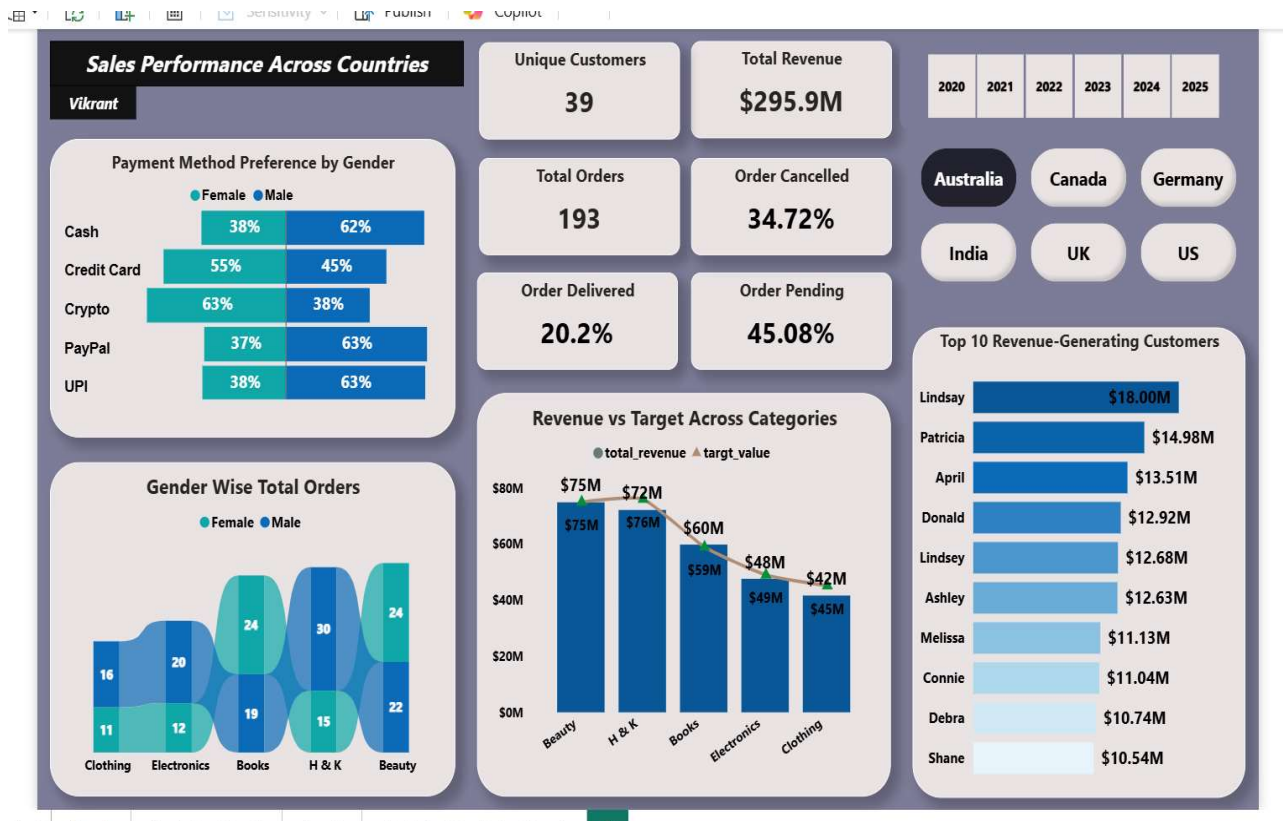 Sensitivity
Publish
Copilot
Sales Performance Across Countries
Vikrant
Unique Customers
39
Total Revenue
$295.9M
2020 2021 2022 2023 2024 2025
Payment Method Preference by Gender
Female Male
Cash 38% 62%
Credit Card 55% 45%
Crypto 63% 38%
PayPal 37% 63%
UPI 38% 63%
Total Orders
193
Order Cancelled
34.72%
Australia Canada Germany
India UK US
Order Delivered
20.2%
Order Pending
45.08%
Gender Wise Total Orders
Female Male
16 20 24 30 24
11 12 19 15 22
Clothing Electronics Books H & K Beauty
Revenue vs Target Across Categories
total_revenue targt_value
$80M
$60M
$40M
$20M
$0M
$75M $72M $60M $48M $42M
$75M $76M $59M $49M $45M
Beauty H & K Books Electronics Clothing
Top 10 Revenue-Generating Customers
Lindsay $18.00M
Patricia $14.98M
April $13.51M
Donald $12.92M
Lindsey $12.68M
Ashley $12.63M
Melissa $11.13M
Connie $11.04M
Debra $10.74M
Shane $10.54M